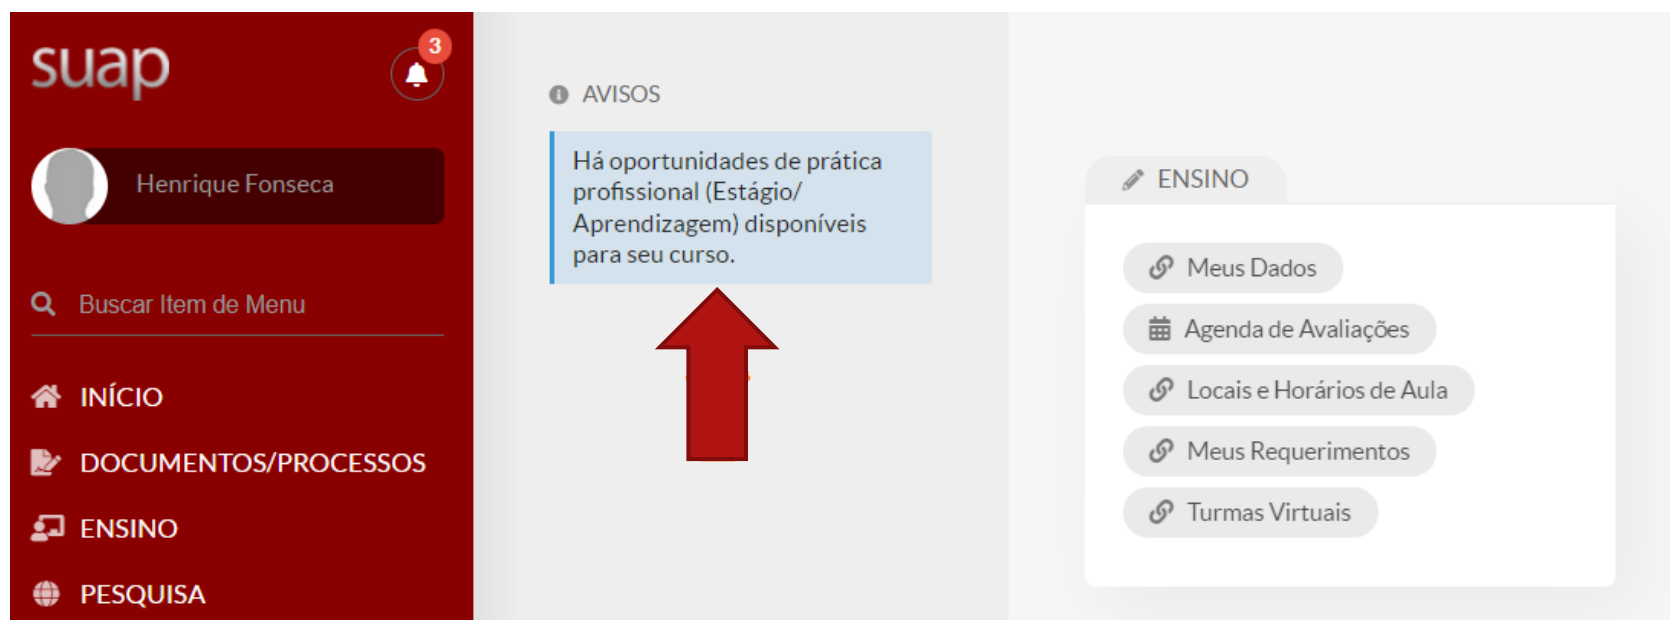 suap
3
Henrique Fonseca
Buscar Item de Menu
INÍCIO
DOCUMENTOS/PROCESSOS
ENSINO
PESQUISA
AVISOS
Há oportunidades de prática
profissional (Estágio/
Aprendizagem) disponíveis
para seu curso.
ENSINO
Meus Dados
Agenda de Avaliações
Locais e Horários de Aula
Meus Requerimentos
Turmas Virtuais